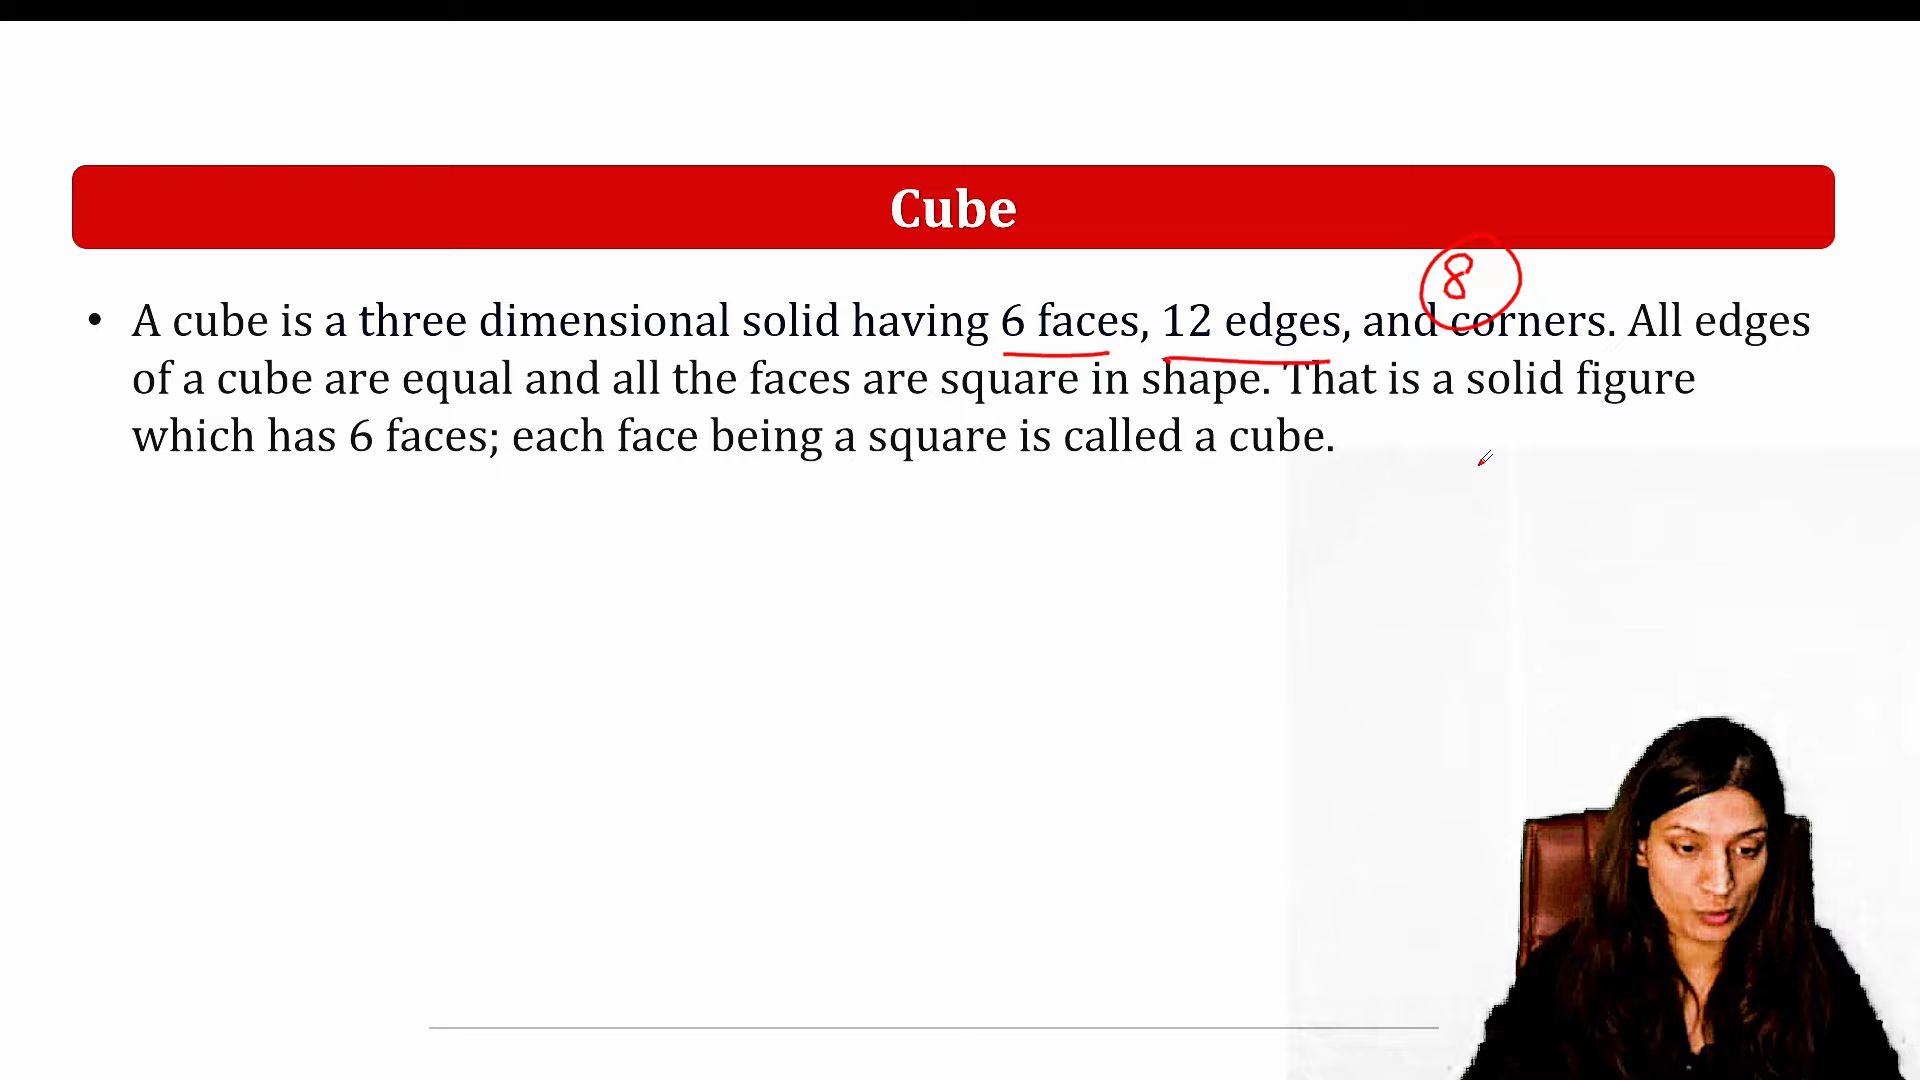 Cube
8
• A cube is a three dimensional solid having 6 faces, 12 edges, and corners. All edges
of a cube are equal and all the faces are square in shape. That is a solid figure
which has 6 faces; each face being a square is called a cube.